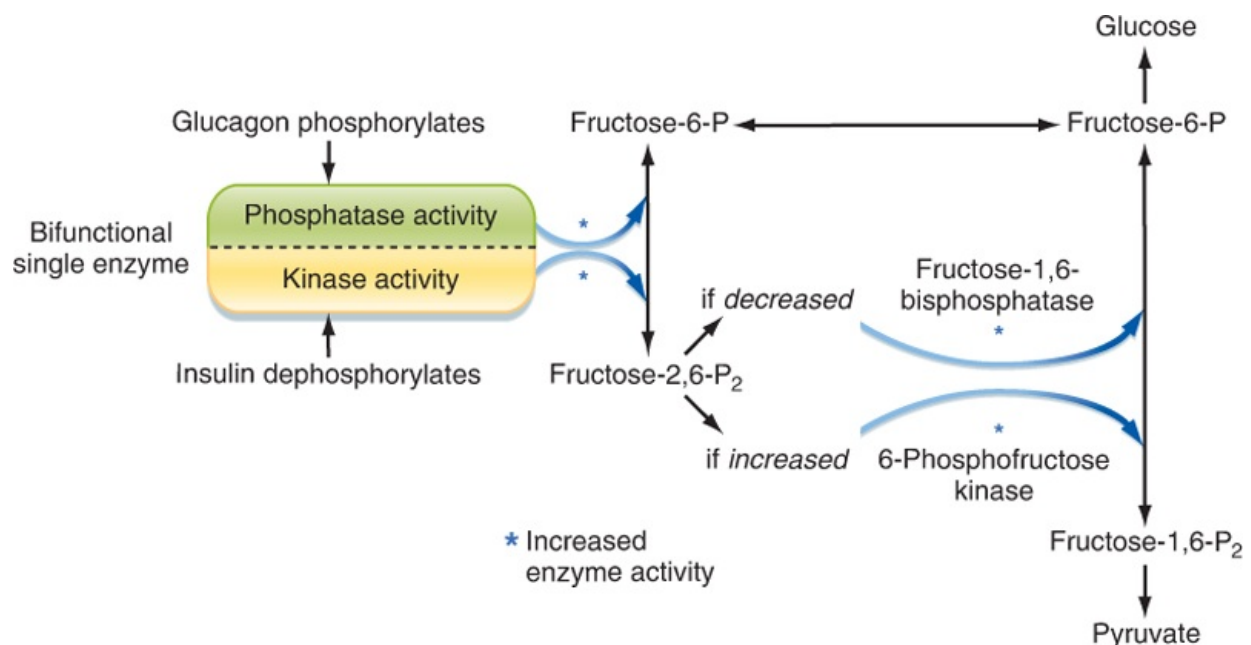 Glucose
Glucagon phosphorylates
Fructose-6-P
Fructose-6-P
Bifunctional
single enzyme
Phosphatase activity
*
Kinase activity
*
Insulin dephosphorylates
Fructose-2,6-P₂
if decreased
if increased
Fructose-1,6-
bisphosphatase
*
*
6-Phosphofructose
kinase
* Increased
enzyme activity
Fructose-1,6-P₂
Pyruvate